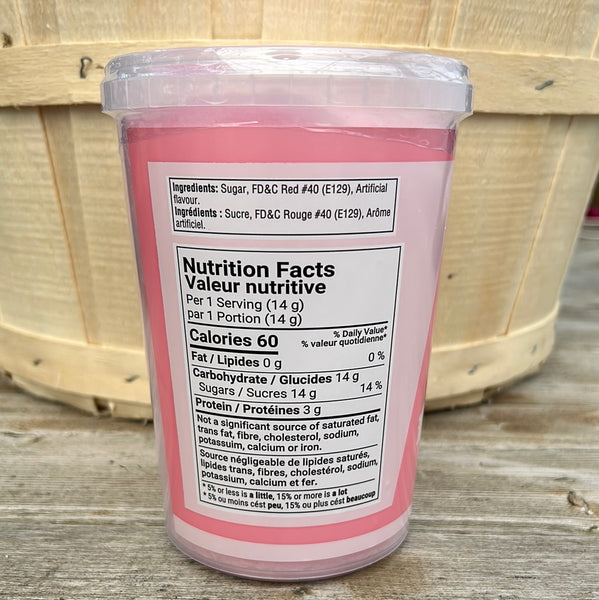 Ingredients: Sugar, FD&C Red #40 (E129), Artificial
flavour.
Ingrédients : Sucre, FD&C Rouge #40 (E129), Arôme
artificiel.
Nutrition Facts
Valeur nutritive
Per 1 Serving (14 g)
par 1 Portion (14 g)
Calories 60
% Daily Value*
% valeur quotidienne*
Fat / Lipides 0 g 0 %
Carbohydrate / Glucides 14 g
Sugars / Sucres 14 g 14 %
Protein / Protéines 3 g
Not a significant source of saturated fat,
trans fat, fibre, cholesterol, sodium,
potassuim, calcium or iron.
Source négligeable de lipides saturés,
lipides trans, fibres, cholestérol, sodium,
potassium, calcium et fer.
* 5% or less is a little, 15% or more is a lot
* 5% ou moins cést peu, 15% ou plus cést beaucoup